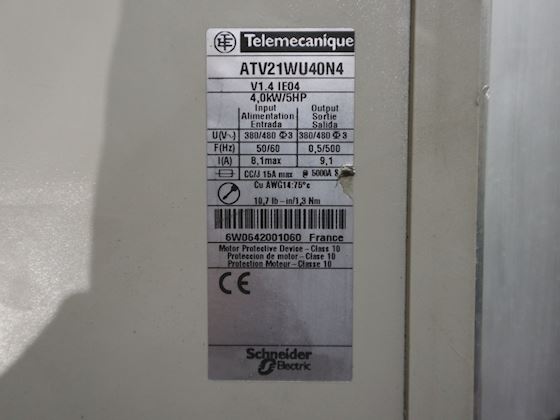 Telemecanique
ATV21WU40N4
V1.4 IE04
4,0kW/5HP
Input Output
Alimentation Sortie
Entrada Salida
U(V~) 380/480 Φ3 380/480 Φ3
F(Hz) 50/60 0,5/500
I(A) 8,1max 9,1
CC/J 15A max @ 5000A
Cu AWG14:75°c
10,7 lb-in/1,3 Nm
6W0642001060 France
Motor Protective Device - Class 10
Proteccion de motor - Clase 10
Protection Moteur - Classe 10
CE
Schneider
Electric